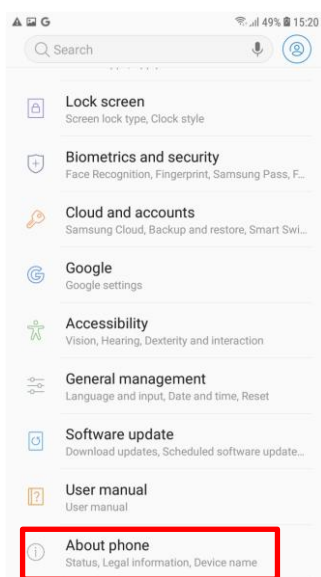 G 49% 15:20
Search
Lock screen
Screen lock type, Clock style
Biometrics and security
Face Recognition, Fingerprint, Samsung Pass, F...
Cloud and accounts
Samsung Cloud, Backup and restore, Smart Swi...
Google
Google settings
Accessibility
Vision, Hearing, Dexterity and interaction
General management
Language and input, Date and time, Reset
Software update
Download updates, Scheduled software update...
User manual
User manual
About phone
Status, Legal information, Device name